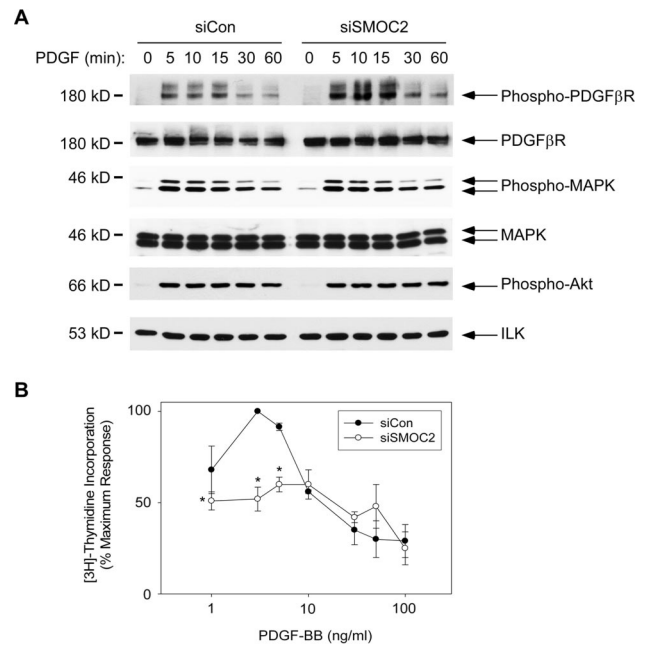 A
siCon siSMOC2
PDGF (min): 0 5 10 15 30 60 0 5 10 15 30 60
180 kD Phospho-PDGFβR
180 kD PDGFβR
46 kD Phospho-MAPK
46 kD MAPK
66 kD Phospho-Akt
53 kD ILK
B
[3H]-Thymidine Incorporation
(% Maximum Response)
100
50
0
siCon
siSMOC2
* * *
1 10 100
PDGF-BB (ng/ml)